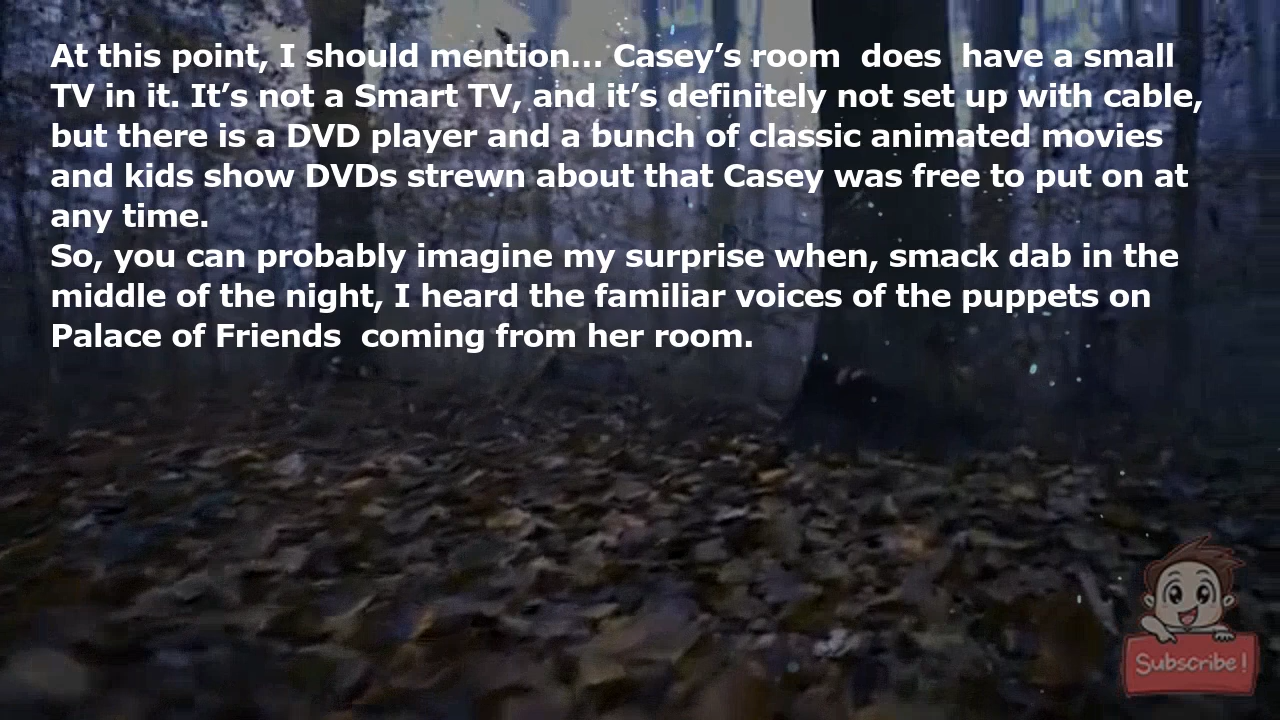 At this point, I should mention… Casey’s room  does  have a small
TV in it. It’s not a Smart TV, and it’s definitely not set up with cable,
but there is a DVD player and a bunch of classic animated movies
and kids show DVDs strewn about that Casey was free to put on at
any time.
So, you can probably imagine my surprise when, smack dab in the
middle of the night, I heard the familiar voices of the puppets on
Palace of Friends  coming from her room.
Subscribe!